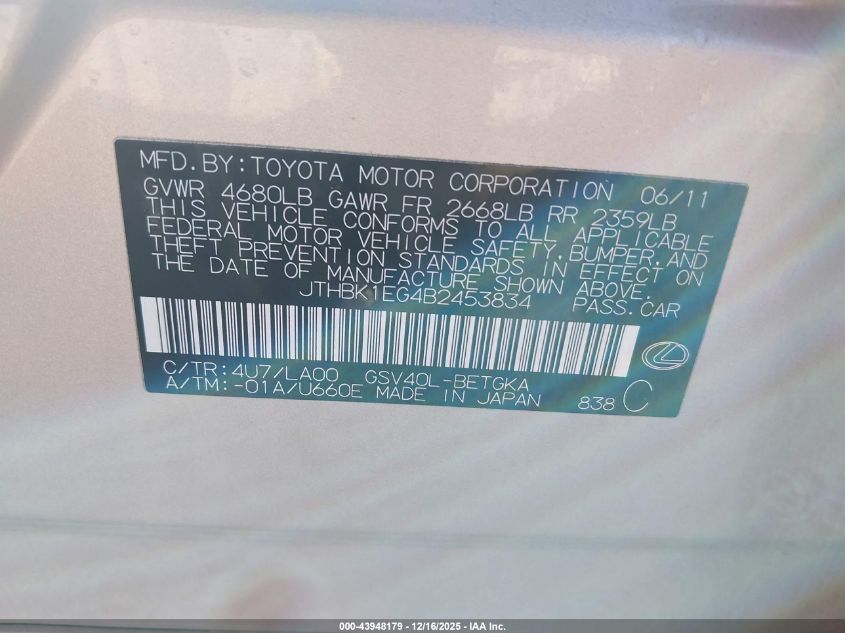 MFD.BY:TOYOTA MOTOR CORPORATION 06/11
GVWR 4680LB GAWR FR 2668LB RR 2359LB
THIS VEHICLE CONFORMS TO ALL APPLICABLE
FEDERAL MOTOR VEHICLE SAFETY,BUMPER,AND
THEFT PREVENTION STANDARDS IN EFFECT ON
THE DATE OF MANUFACTURE SHOWN ABOVE.
JTHBK1EG4B2453834 PASS.CAR
C/TR:4U7/LA00 GSV40L-BETGKA
A/TM:-01A/U660E MADE IN JAPAN 838 C
000-43948179 - 12/16/2025 - IAA Inc.